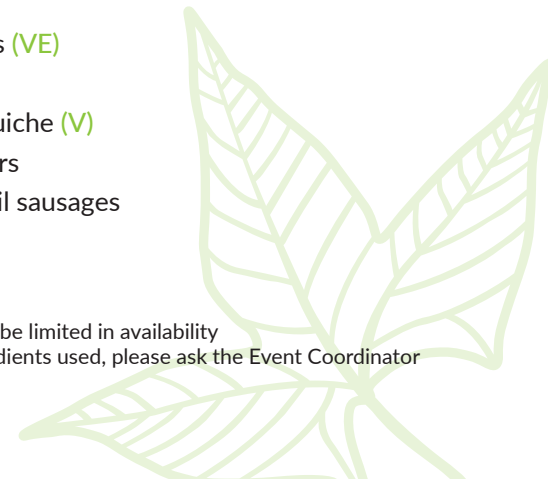 s (VE)
uiche (V)
rs
il sausages
be limited in availability
dients used, please ask the Event Coordinator